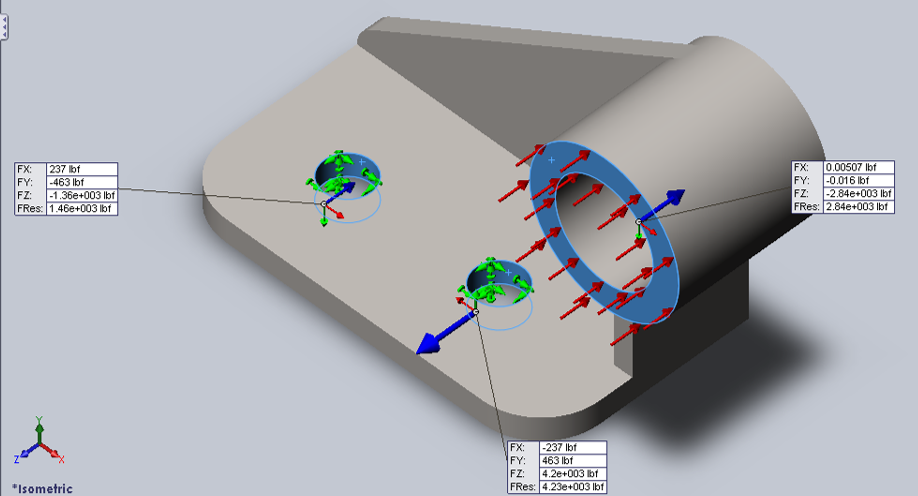 FX: 237 lbf
FY: -463 lbf
FZ: -1.36e+003 lbf
FRes: 1.46e+003 lbf
FX: 0.00507 lbf
FY: -0.016 lbf
FZ: -2.84e+003 lbf
FRes: 2.84e+003 lbf
FX: -237 lbf
FY: 463 lbf
FZ: 4.2e+003 lbf
FRes: 4.23e+003 lbf
Y
Z X
*Isometric